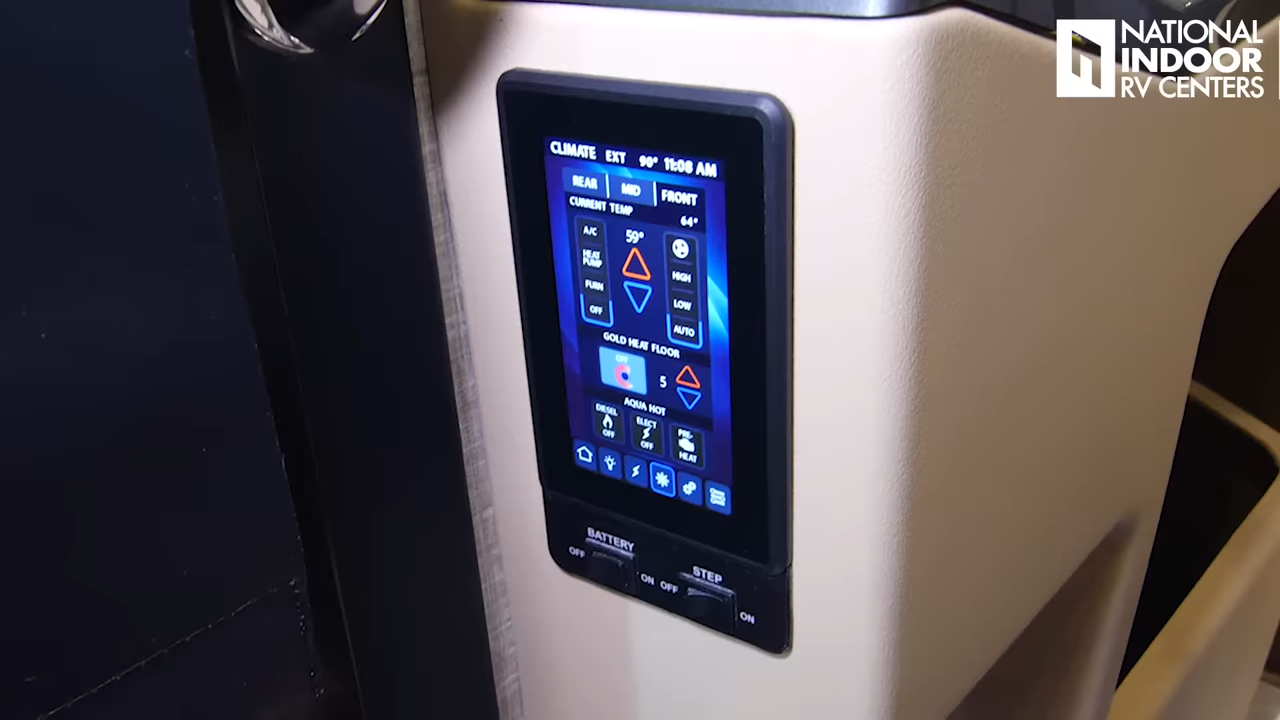 NATIONAL
INDOOR
RV CENTERS
CLIMATE EXT 90° 11:08 AM
REAR MID FRONT
CURRENT TEMP 64°
A/C 59°
HEAT PUMP HIGH
FURN LOW
OFF AUTO
GOLD HEAT FLOOR
OFF 5
AQUA HOT
DIESEL ELECT PRE-
OFF OFF HEAT
BATTERY
OFF ON
STEP
OFF ON